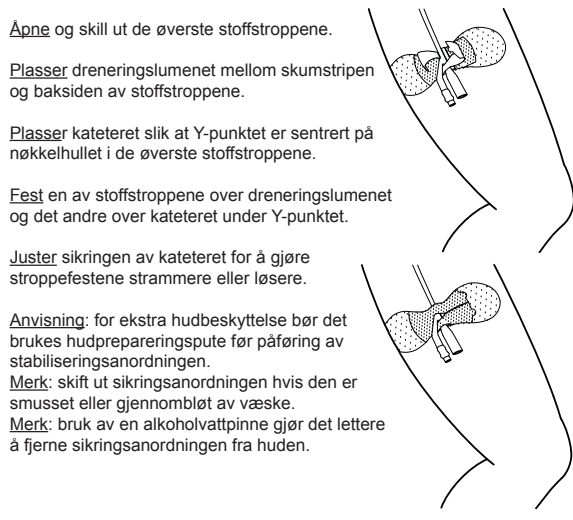 Åpne og skill ut de øverste stoffstroppene.
Plasser dreneringslumenet mellom skumstripen
og baksiden av stoffstroppene.
Plasser kateteret slik at Y-punktet er sentrert på
nøkkelhullet i de øverste stoffstroppene.
Fest en av stoffstroppene over dreneringslumenet
og det andre over kateteret under Y-punktet.
Juster sikringen av kateteret for å gjøre
stroppefestene strammere eller løsere.
Anvisning: for ekstra hudbeskyttelse bør det
brukes hudprepareringspute før påføring av
stabiliseringsanordningen.
Merk: skift ut sikringsanordningen hvis den er
smusset eller gjennombløt av væske.
Merk: bruk av en alkoholvattpinne gjør det lettere
å fjerne sikringsanordningen fra huden.